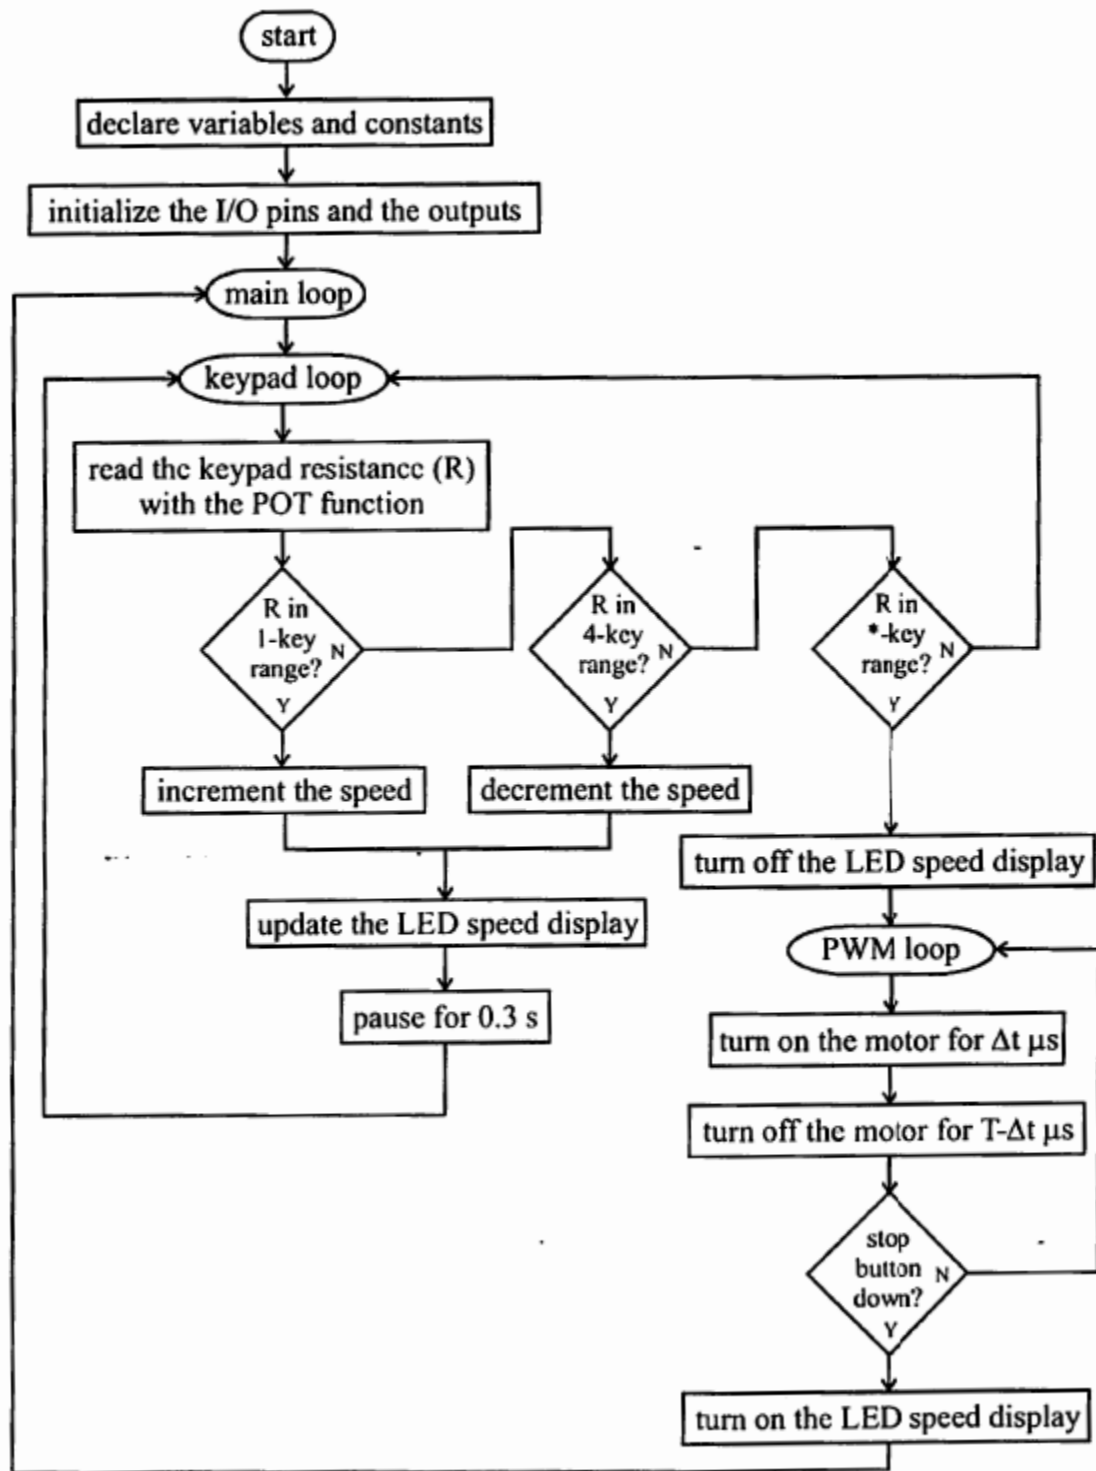 start
declare variables and constants
initialize the I/O pins and the outputs
main loop
keypad loop
read the keypad resistance (R)
with the POT function
R in
1-key
range?
N
Y
R in
4-key
range?
N
Y
R in
*-key
range?
N
Y
increment the speed
decrement the speed
turn off the LED speed display
update the LED speed display
PWM loop
pause for 0.3 s
turn on the motor for Δt μs
turn off the motor for T-Δt μs
stop
button
down?
N
Y
turn on the LED speed display